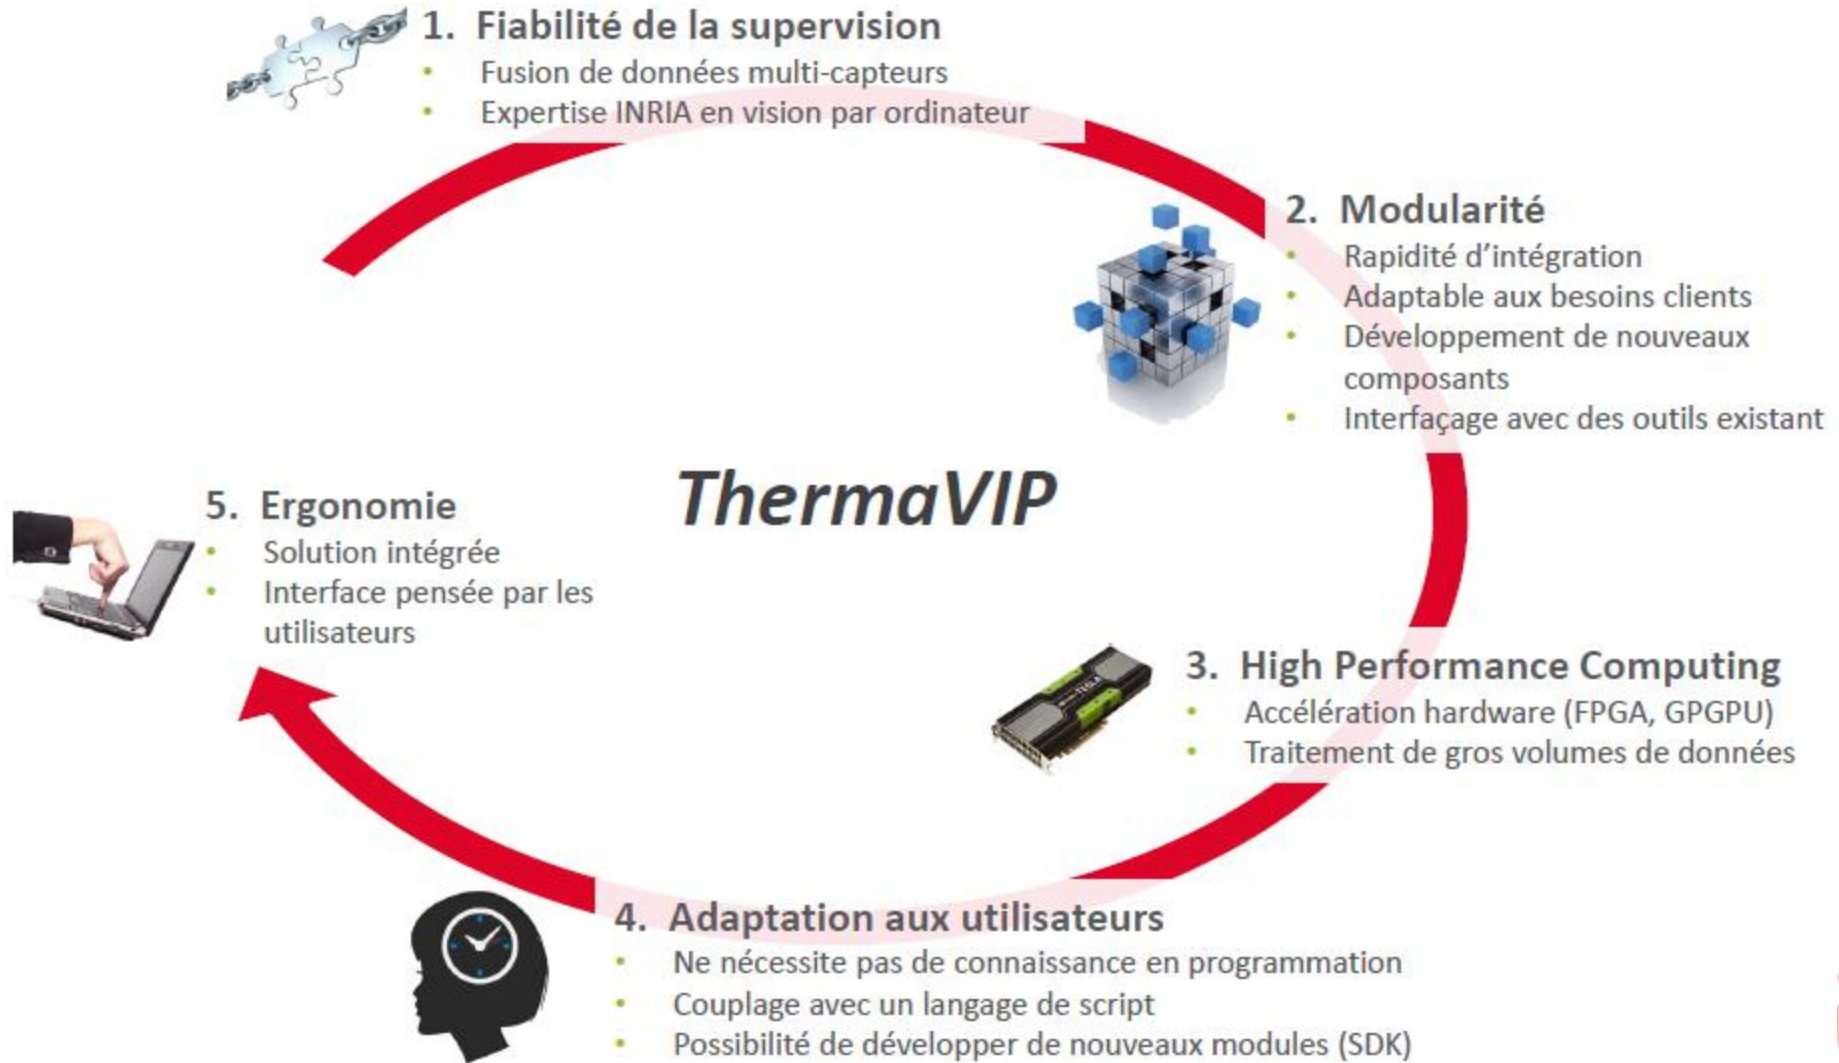 1. Fiabilité de la supervision
• Fusion de données multi-capteurs
• Expertise INRIA en vision par ordinateur
2. Modularité
• Rapidité d'intégration
• Adaptable aux besoins clients
• Développement de nouveaux
composants
• Interfaçage avec des outils existant
ThermaVIP
5. Ergonomie
• Solution intégrée
• Interface pensée par les
utilisateurs
3. High Performance Computing
• Accélération hardware (FPGA, GPGPU)
• Traitement de gros volumes de données
TESLA
4. Adaptation aux utilisateurs
• Ne nécessite pas de connaissance en programmation
• Couplage avec un langage de script
• Possibilité de développer de nouveaux modules (SDK)